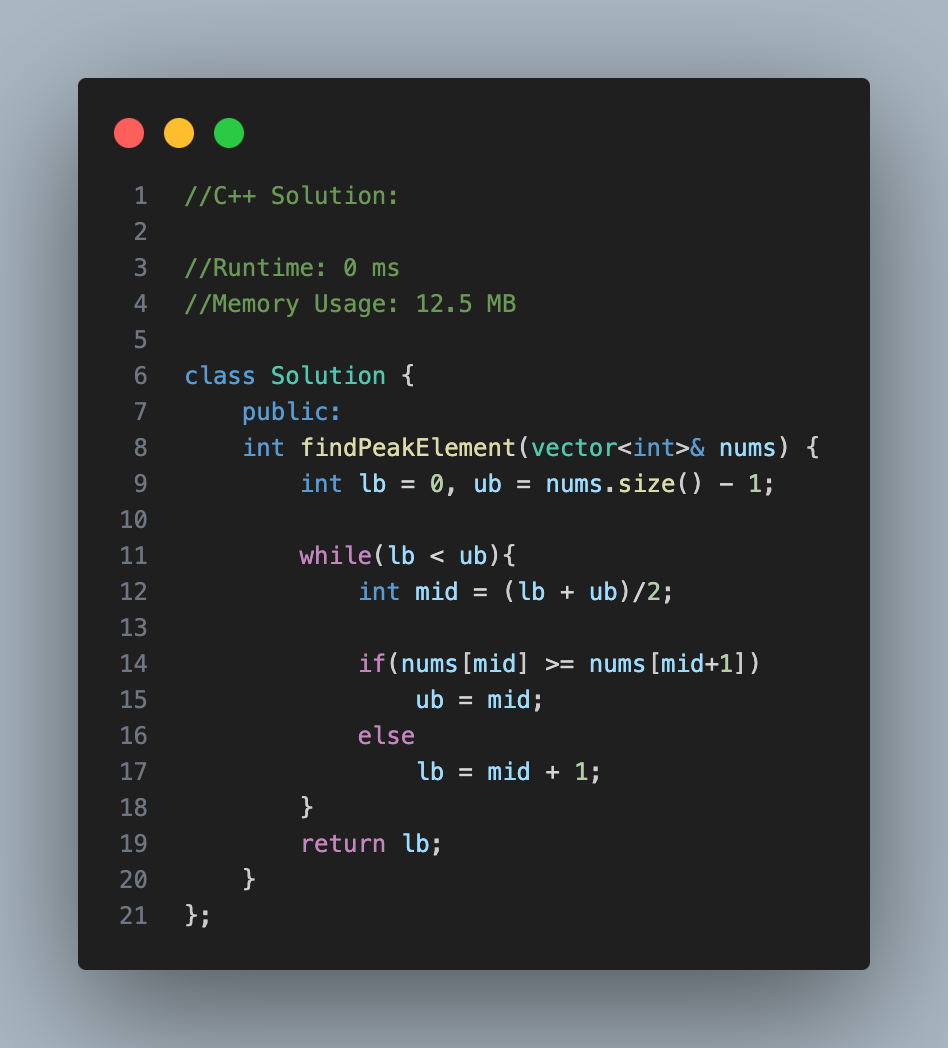 1 //C++ Solution:
2
3 //Runtime: 0 ms
4 //Memory Usage: 12.5 MB
5
6 class Solution {
7     public:
8     int findPeakElement(vector<int>& nums) {
9         int lb = 0, ub = nums.size() - 1;
10
11         while(lb < ub){
12             int mid = (lb + ub)/2;
13
14             if(nums[mid] >= nums[mid+1])
15                 ub = mid;
16             else
17                 lb = mid + 1;
18         }
19         return lb;
20     }
21 };